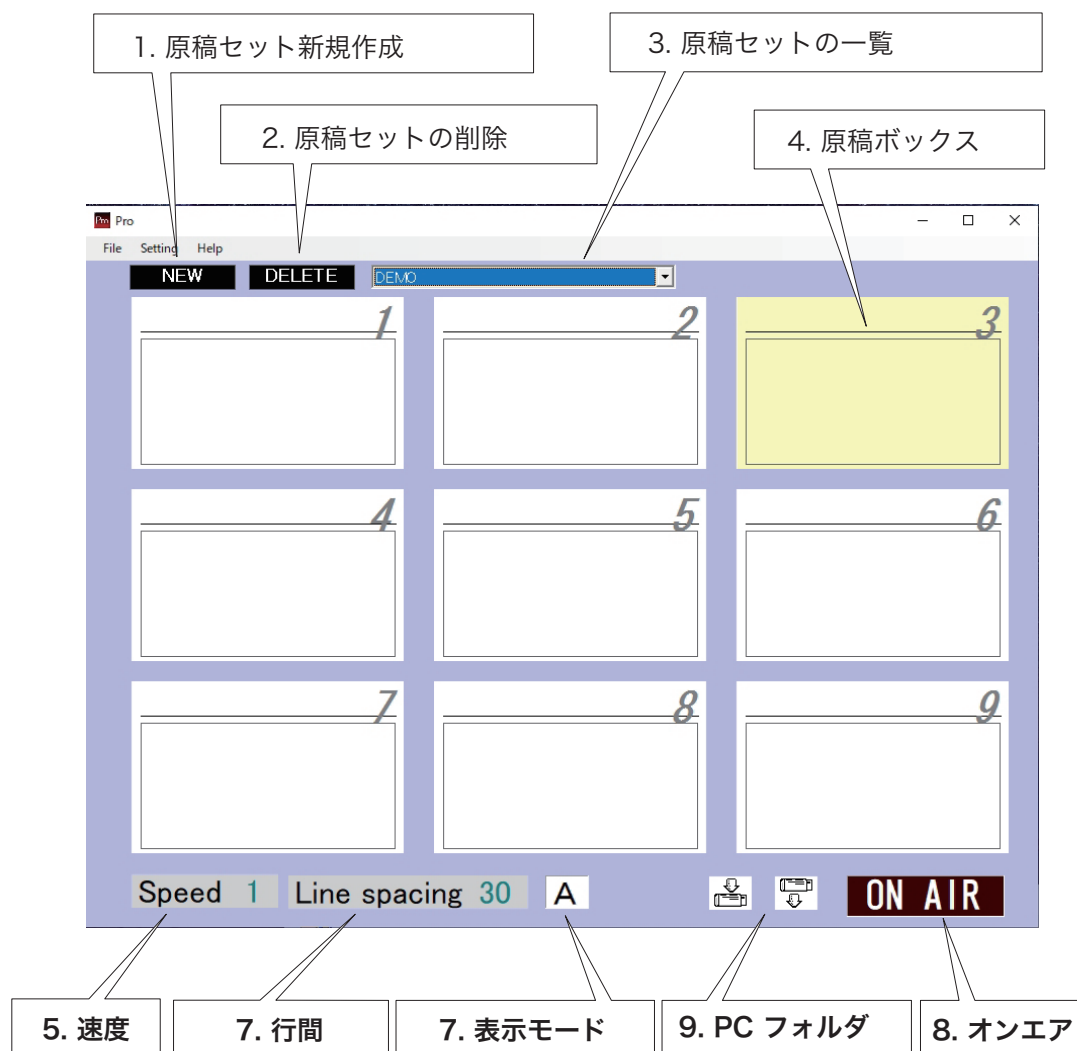 1. 原稿セット新規作成
3. 原稿セットの一覧
2. 原稿セットの削除
4. 原稿ボックス
Pro Pro
File Setting Help
NEW DELETE DEMO
1 2 3
4 5 6
7 8 9
Speed 1 Line spacing 30 A ON AIR
5. 速度 7. 行間 7. 表示モード 9. PC フォルダ 8. オンエア